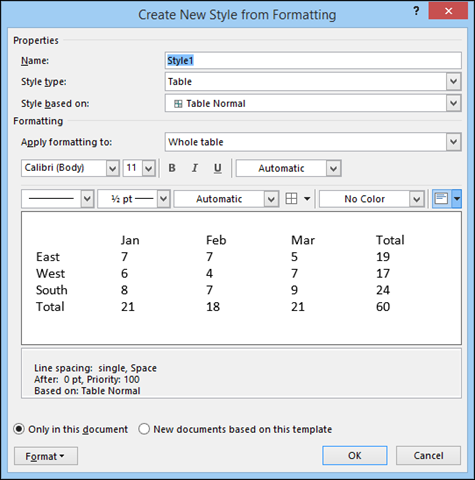 Create New Style from Formatting
?
Properties
Name: Style1
Style type: Table
Style based on: Table Normal
Formatting
Apply formatting to: Whole table
Calibri (Body) 11 B I U Automatic
½ pt Automatic No Color
Jan Feb Mar Total
East 7 7 5 19
West 6 4 7 17
South 8 7 9 24
Total 21 18 21 60
Line spacing: single, Space
After: 0 pt, Priority: 100
Based on: Table Normal
Only in this document New documents based on this template
Format OK Cancel